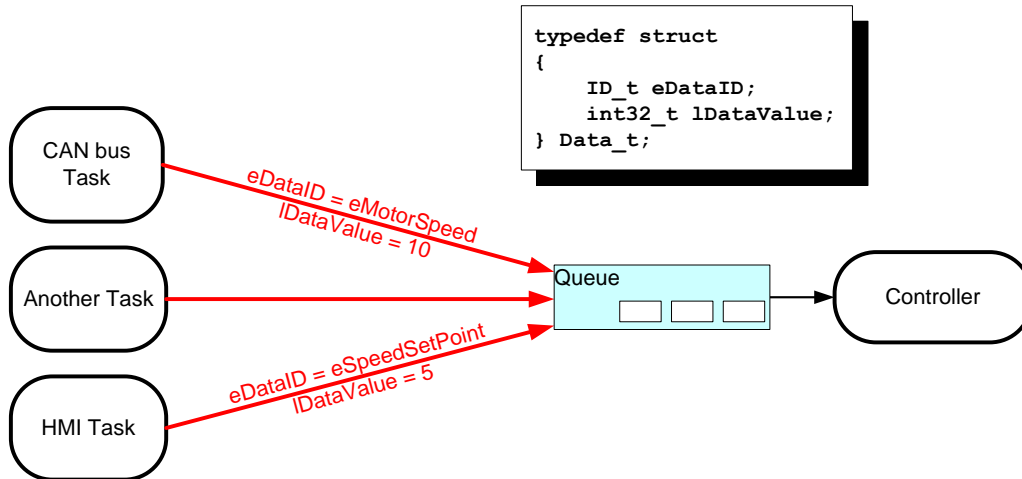 typedef struct
{
ID_t eDataID;
int32_t lDataValue;
} Data_t;
CAN bus
Task
eDataID = eMotorSpeed
lDataValue = 10
Another Task
Queue
Controller
eDataID = eSpeedSetPoint
lDataValue = 5
HMI Task